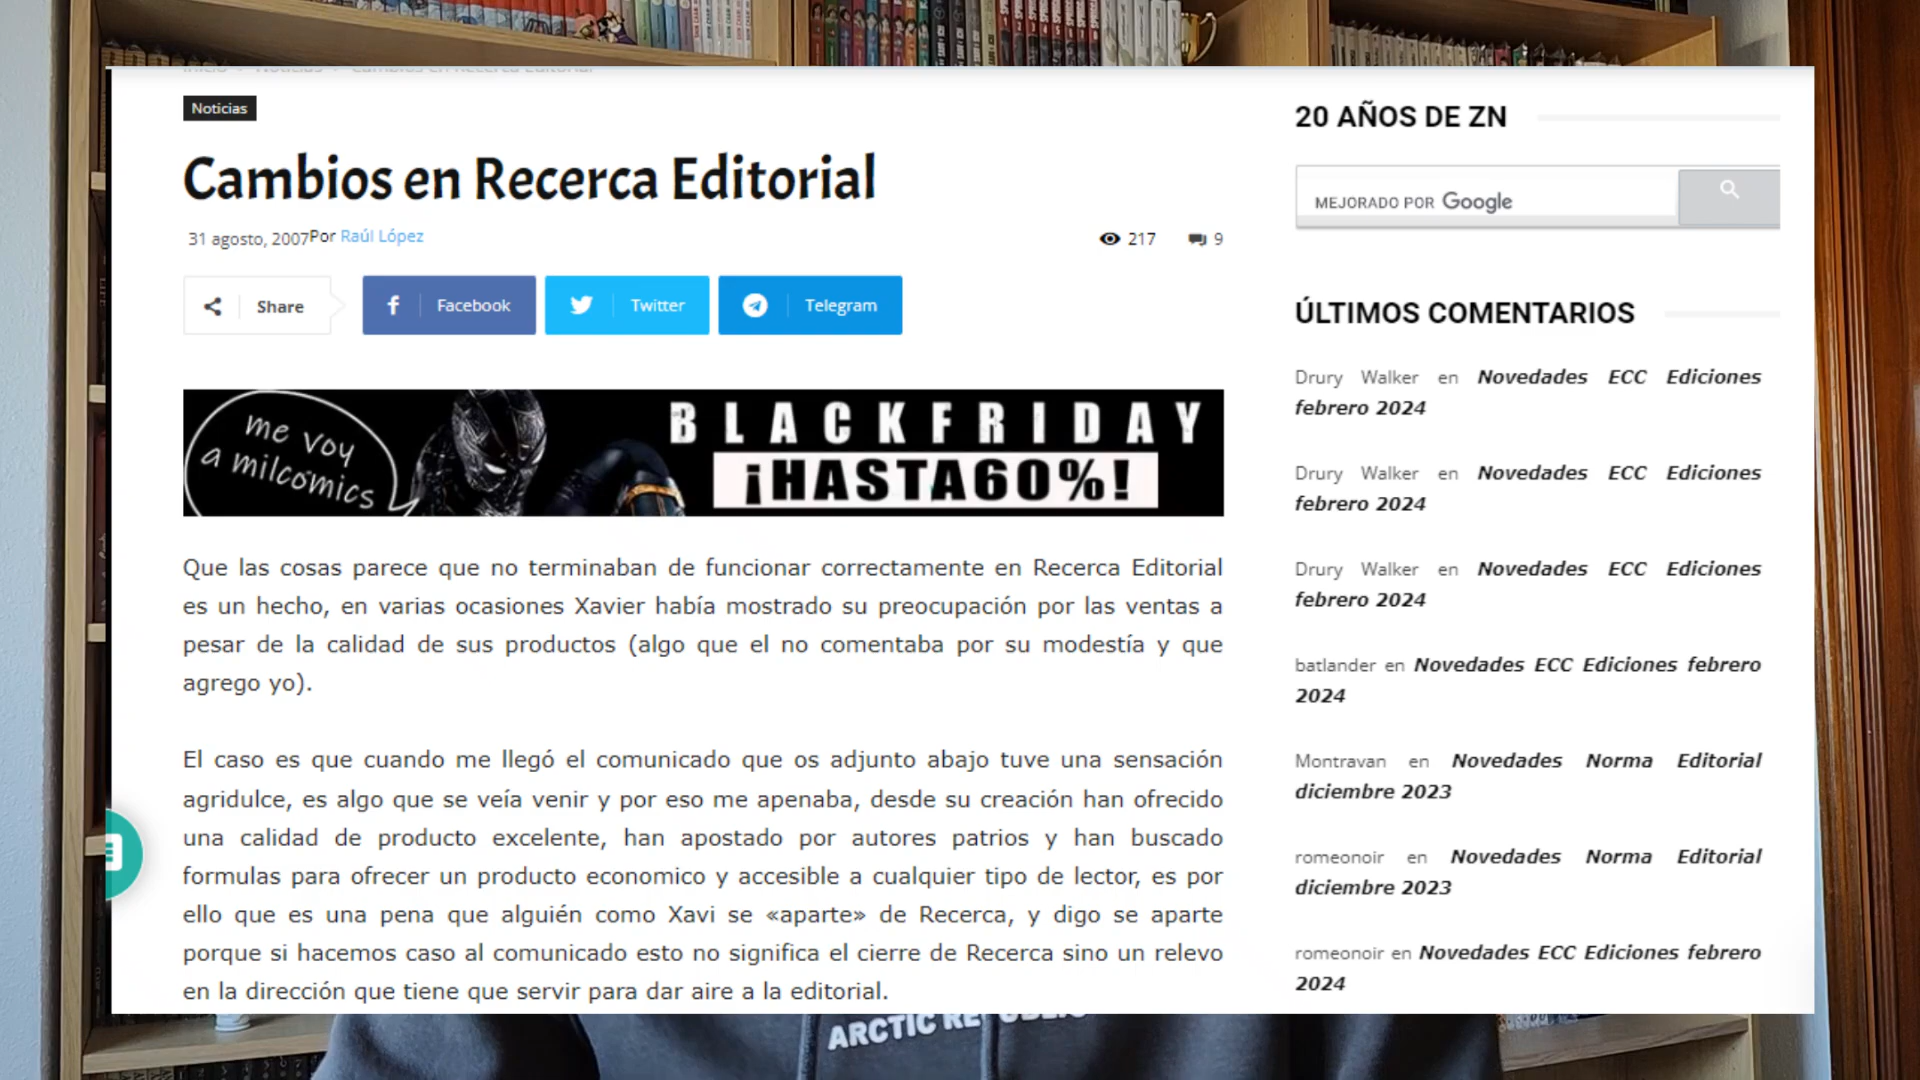 Noticias
Cambios en Recerca Editorial
31 agosto, 2007Por Raúl López
217
9
Share
Facebook
Twitter
Telegram
me voy
a milcomics
BLACKFRIDAY
¡HASTA60%!
Que las cosas parece que no terminaban de funcionar correctamente en Recerca Editorial
es un hecho, en varias ocasiones Xavier había mostrado su preocupación por las ventas a
pesar de la calidad de sus productos (algo que el no comentaba por su modestía y que
agrego yo).
El caso es que cuando me llegó el comunicado que os adjunto abajo tuve una sensación
agridulce, es algo que se veía venir y por eso me apenaba, desde su creación han ofrecido
una calidad de producto excelente, han apostado por autores patrios y han buscado
formulas para ofrecer un producto economico y accesible a cualquier tipo de lector, es por
ello que es una pena que alguién como Xavi se «aparte» de Recerca, y digo se aparte
porque si hacemos caso al comunicado esto no significa el cierre de Recerca sino un relevo
en la dirección que tiene que servir para dar aire a la editorial.
20 AÑOS DE ZN
MEJORADO POR Google
ÚLTIMOS COMENTARIOS
Drury Walker en Novedades ECC Ediciones
febrero 2024
Drury Walker en Novedades ECC Ediciones
febrero 2024
Drury Walker en Novedades ECC Ediciones
febrero 2024
batlander en Novedades ECC Ediciones febrero
2024
Montravan en Novedades Norma Editorial
diciembre 2023
romeonoir en Novedades Norma Editorial
diciembre 2023
romeonoir en Novedades ECC Ediciones febrero
2024
ARCTIC